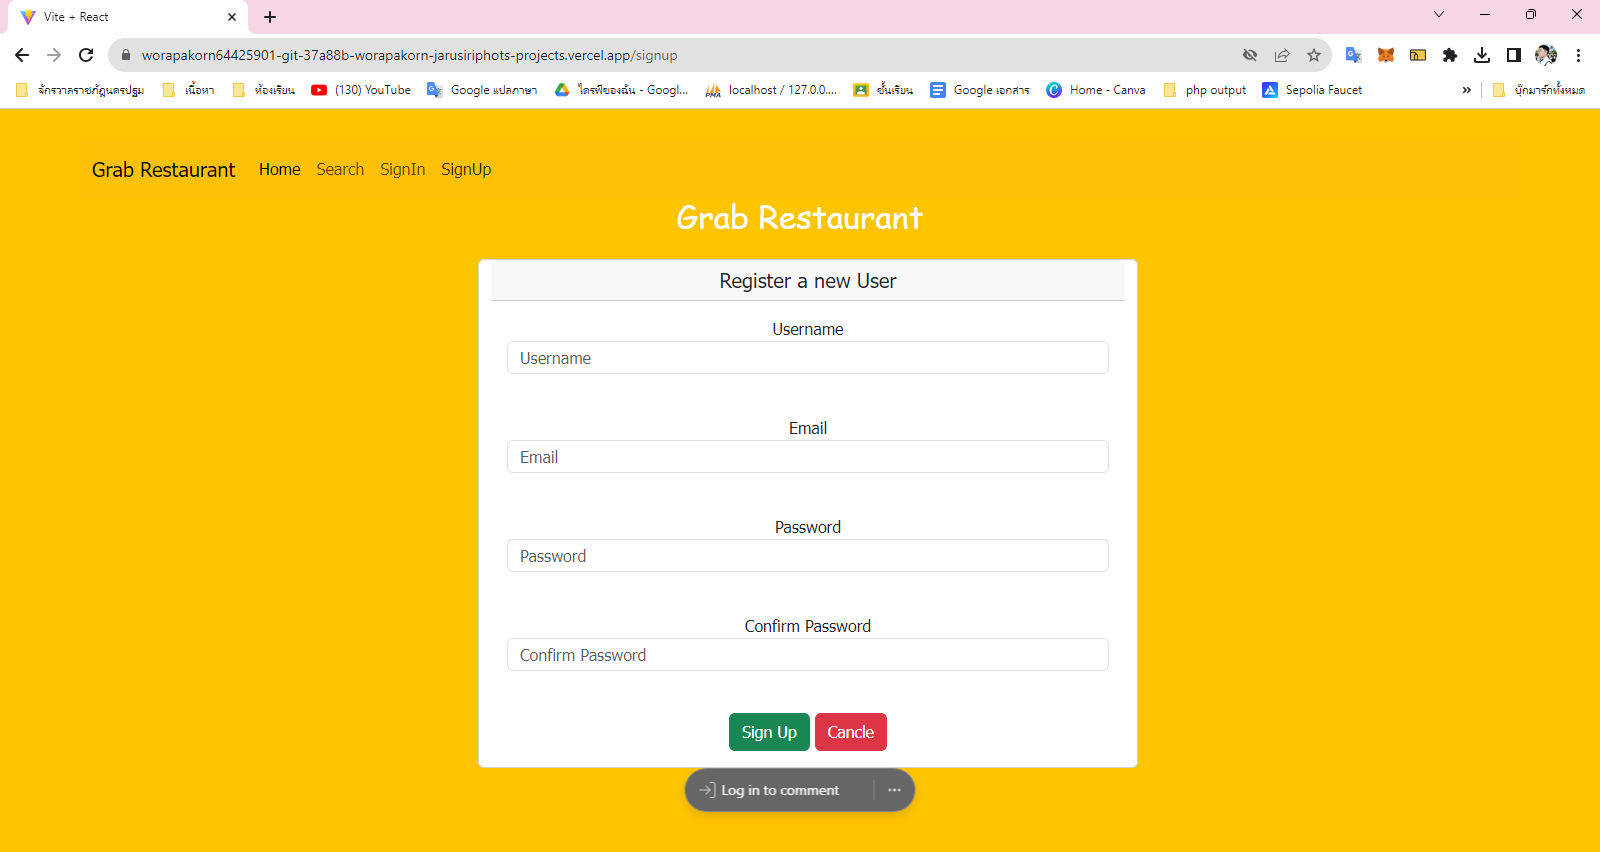 Vite + React
worapakorn64425901-git-37a88b-worapakorn-jarusiriphots-projects.vercel.app/signup
จักรวาลราชภัฏนครปฐม เนื้อหา ห้องเรียน (130) YouTube Google แปลภาษา ไดรฟ์ของฉัน - Googl... localhost / 127.0.0.... ชั้นเรียน Google เอกสาร Home - Canva php output Sepolia Faucet » บุ๊กมาร์กทั้งหมด
Grab Restaurant Home Search SignIn SignUp
Grab Restaurant
Register a new User
Username
Username
Email
Email
Password
Password
Confirm Password
Confirm Password
Sign Up Cancle
Log in to comment